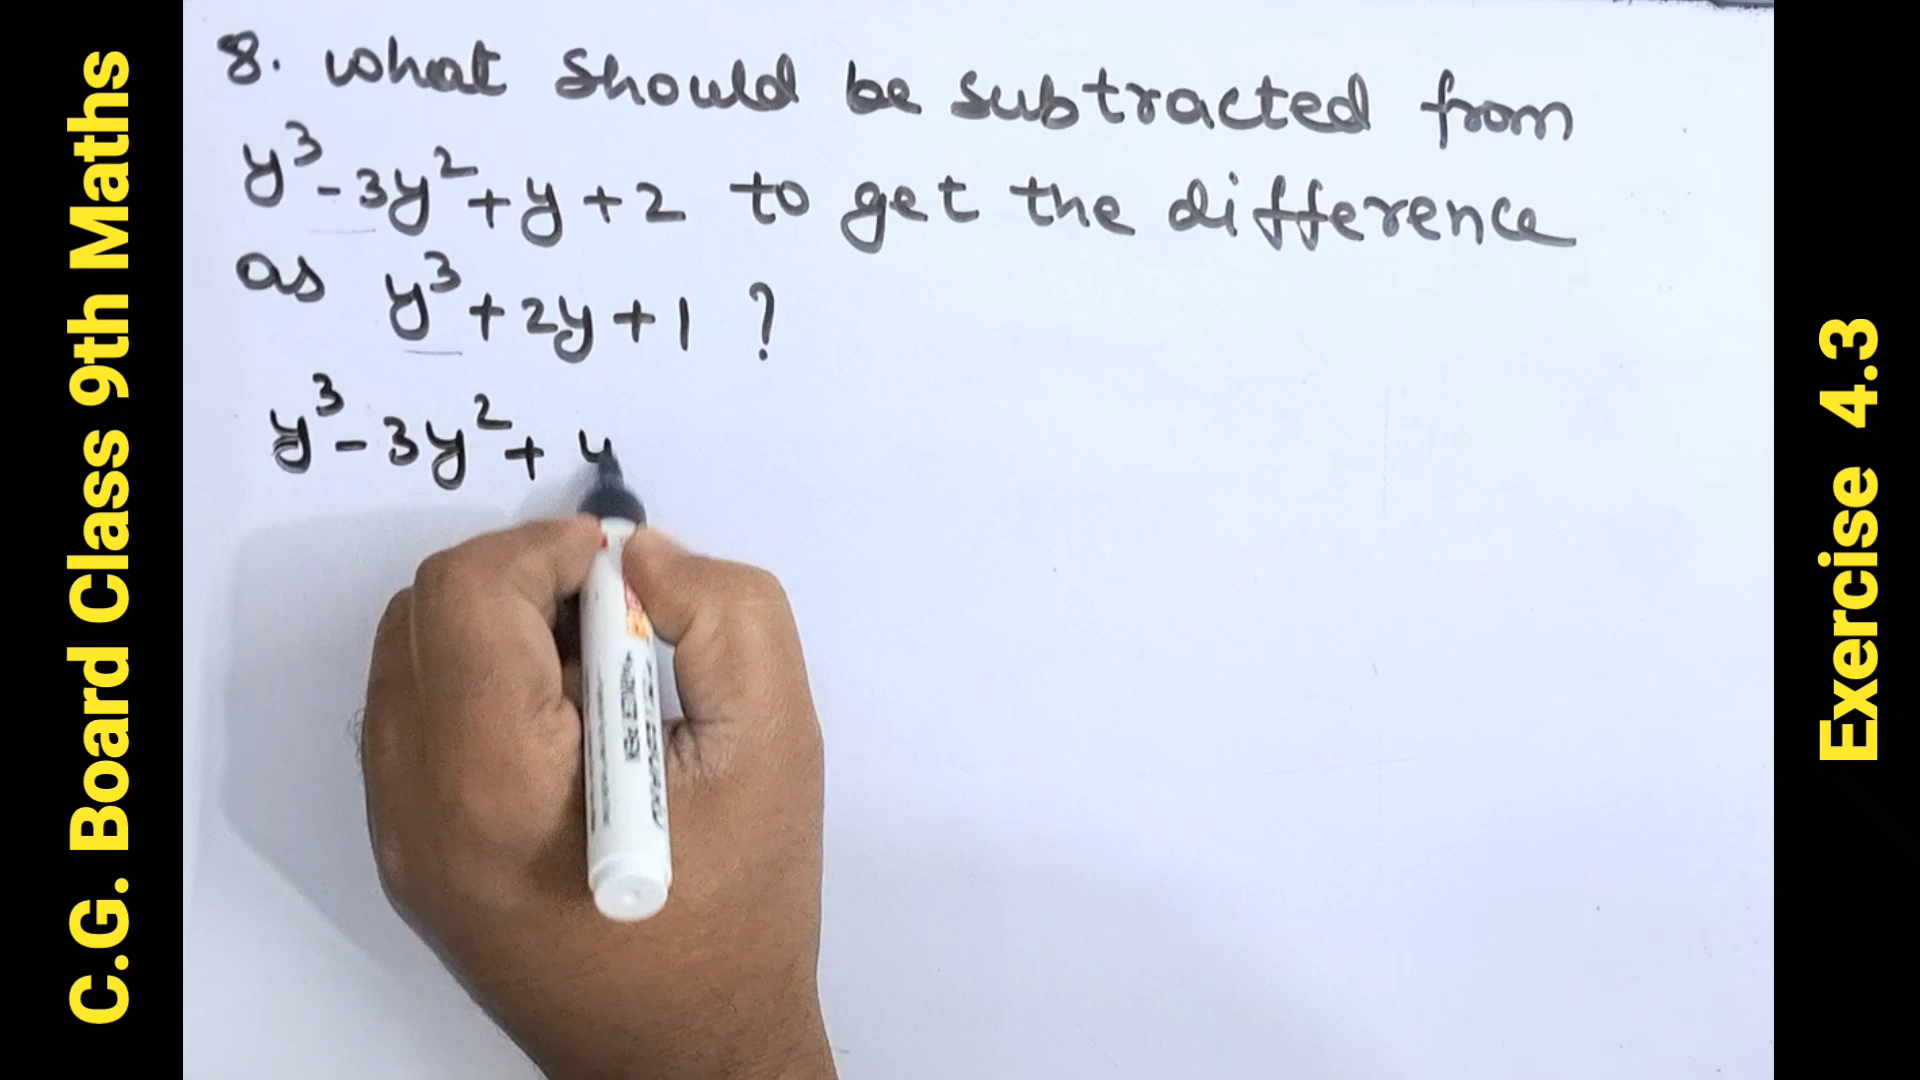 C.G. Board Class 9th Maths
8. what should be subtracted from
y³-3y²+y+2 to get the difference
as y³+2y+1 ?
y³-3y²+ y
Exercise 4.3